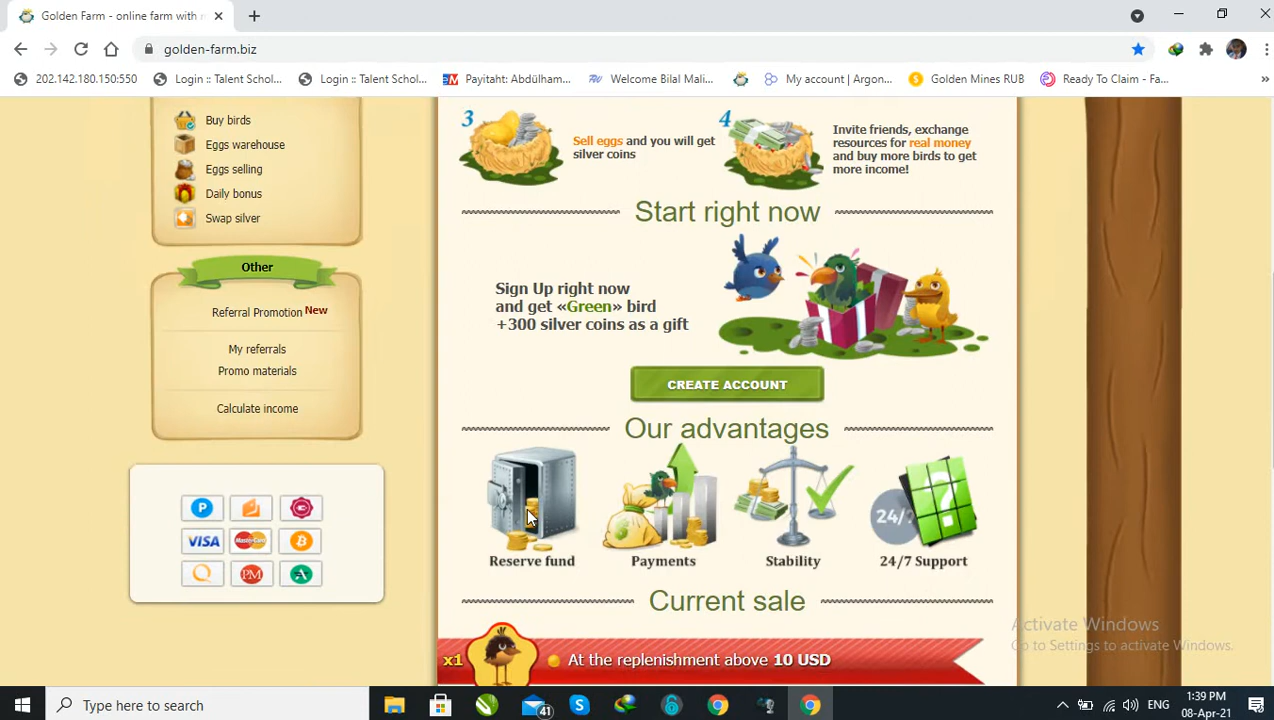 Golden Farm - online farm with r
golden-farm.biz
202.142.180.150:550
Login :: Talent Schol...
Login :: Talent Schol...
Payitaht: Abdülham...
Welcome Bilal Mali...
My account | Argon...
Golden Mines RUB
Ready To Claim - Fa...
»
Buy birds
Eggs warehouse
Eggs selling
Daily bonus
Swap silver
Other
Referral Promotion New
My referrals
Promo materials
Calculate income
P
VISA
MasterCard
PM
3
Sell eggs and you will get
silver coins
4
Invite friends, exchange
resources for real money
and buy more birds to get
more income!
Start right now
Sign Up right now
and get «Green» bird
+300 silver coins as a gift
CREATE ACCOUNT
Our advantages
24/7
?
Reserve fund
Payments
Stability
24/7 Support
Current sale
x1
At the replenishment above 10 USD
Activate Windows
Go to Settings to activate Windows.
Type here to search
41
ENG
1:39 PM
08-Apr-21